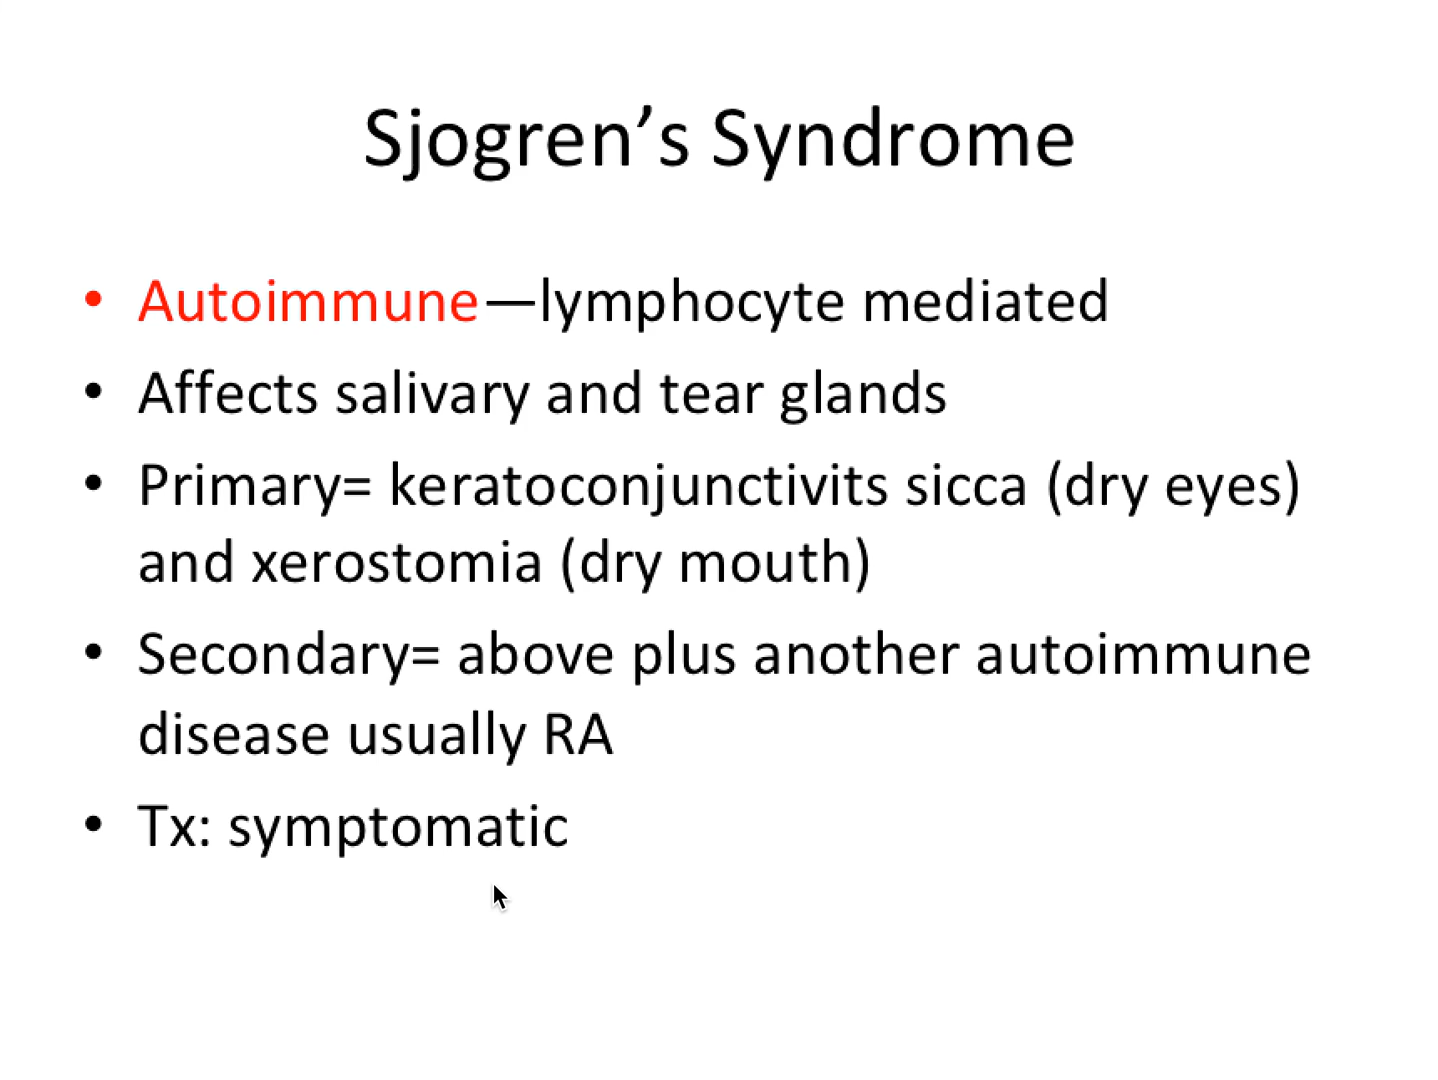 Sjogren’s Syndrome
• Autoimmune—lymphocyte mediated
• Affects salivary and tear glands
• Primary= keratoconjunctivits sicca (dry eyes)
and xerostomia (dry mouth)
• Secondary= above plus another autoimmune
disease usually RA
• Tx: symptomatic